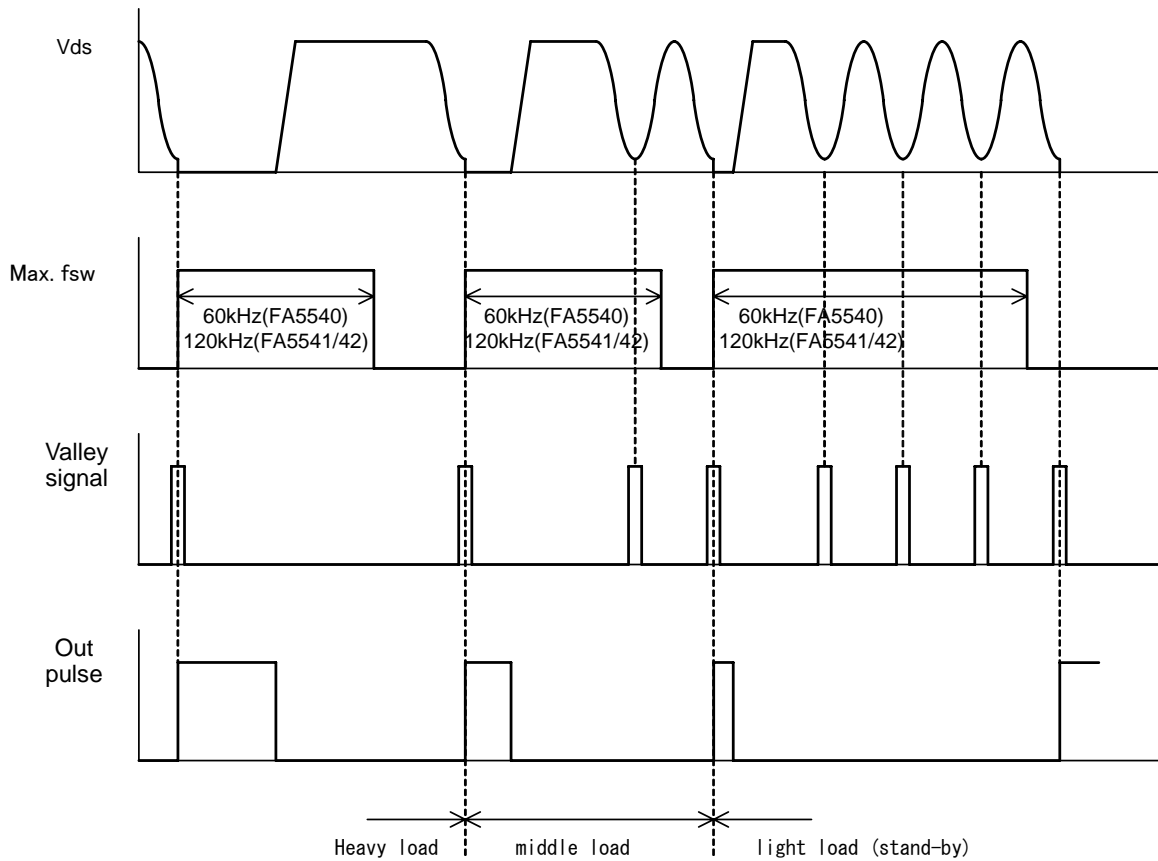 Vds
Max. fsw
60kHz(FA5540)
120kHz(FA5541/42)
60kHz(FA5540)
120kHz(FA5541/42)
60kHz(FA5540)
120kHz(FA5541/42)
Valley
signal
Out
pulse
Heavy load
middle load
light load (stand-by)